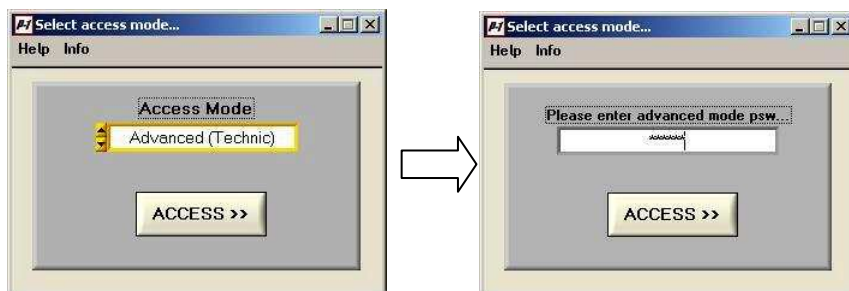 Select access mode...
Help Info
Access Mode
Advanced (Technic)
ACCESS >>
Select access mode...
Help Info
Please enter advanced mode psw...
******
ACCESS >>